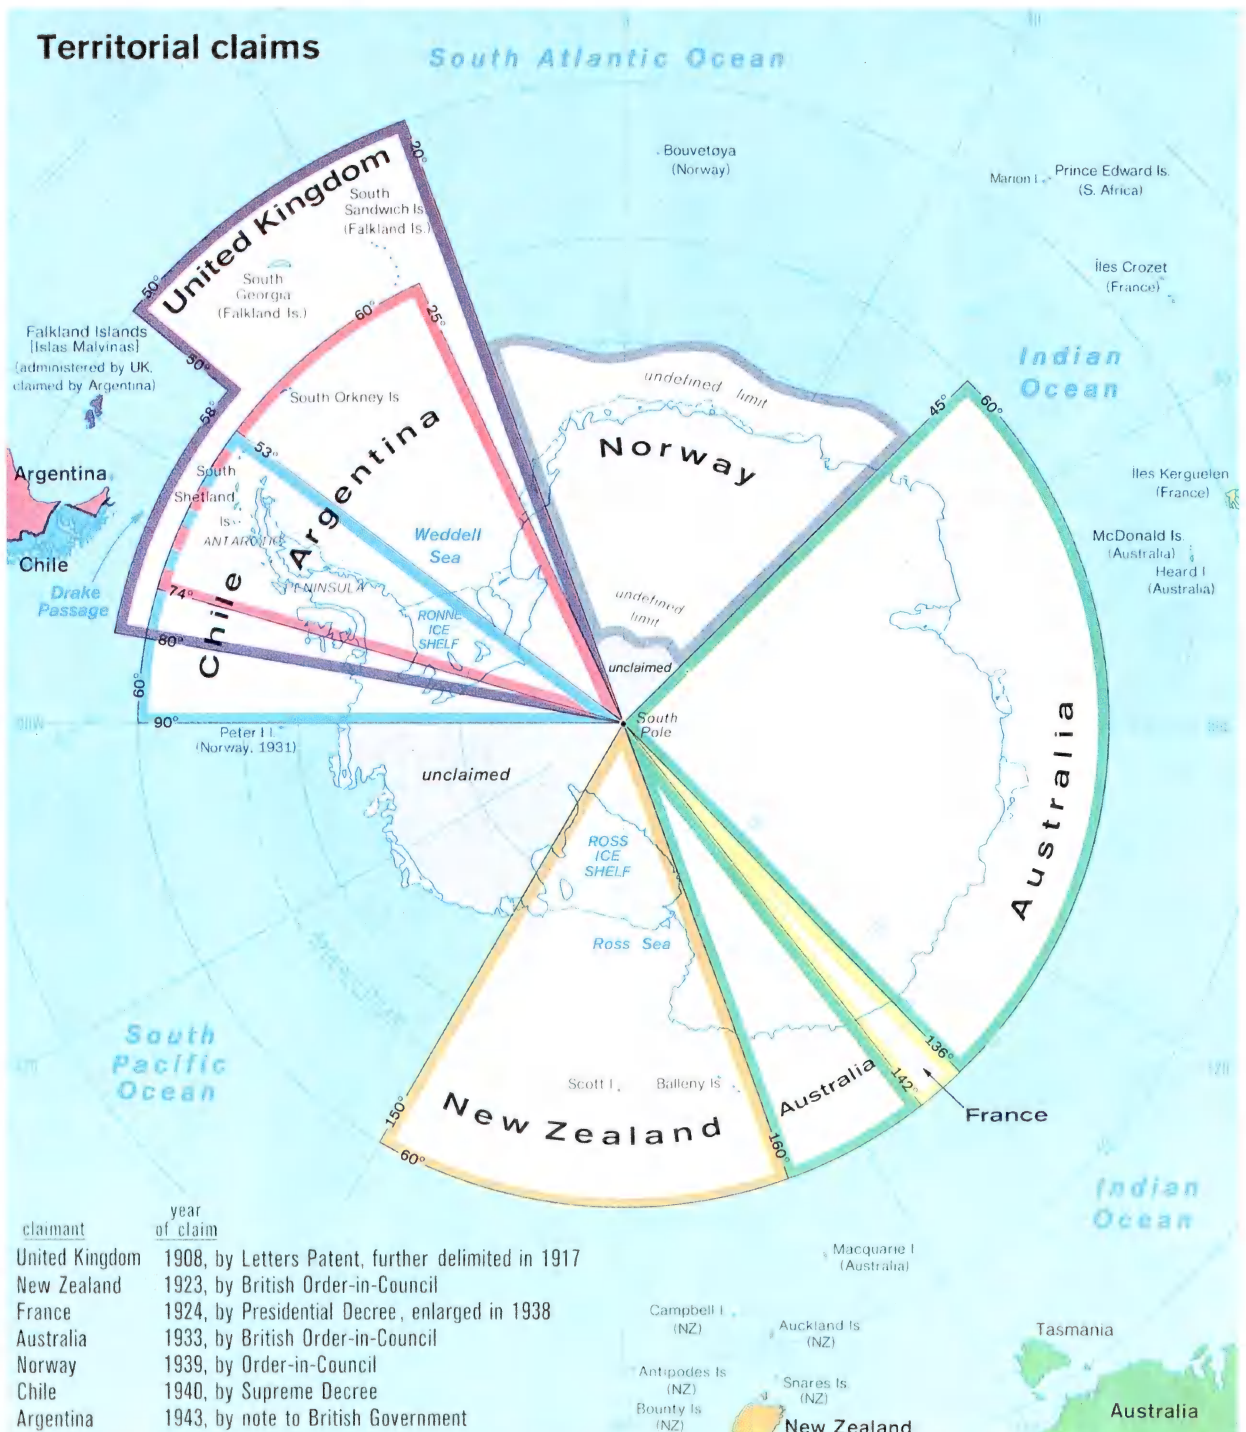 Territorial claims
South Atlantic Ocean
Bouvetøya
(Norway)
Marion I.
Prince Edward Is.
(S. Africa)
Îles Crozet
(France)
Indian
Ocean
Îles Kerguelen
(France)
McDonald Is.
(Australia)
Heard I
(Australia)
United Kingdom
20°
South
Sandwich Is.
(Falkland Is.)
South
Georgia
(Falkland Is.)
50°
50°
58°
Falkland Islands
[Islas Malvinas]
(administered by UK,
claimed by Argentina)
Argentina
Chile
Drake
Passage
60°
25°
South Orkney Is
Argentina
53°
South
Shetland
Is
ANTARCTIC
PENINSULA
Weddell
Sea
RONNE
ICE
SHELF
74°
Chile
80°
60°
90°
90W
Peter I I.
(Norway, 1931)
undefined limit
Norway
undefined
limit
unclaimed
45°
60°
South
Pole
Australia
unclaimed
ROSS
ICE
SHELF
Ross Sea
South
Pacific
Ocean
Scott I.
Balleny Is
New Zealand
150°
60°
160°
Australia
142°
136°
France
120
Indian
Ocean
Macquarie I
(Australia)
Campbell I.
(NZ)
Auckland Is
(NZ)
Antipodes Is
(NZ)
Snares Is
(NZ)
Bounty Is
(NZ)
New Zealand
Tasmania
Australia
claimant year of claim
United Kingdom 1908, by Letters Patent, further delimited in 1917
New Zealand 1923, by British Order-in-Council
France 1924, by Presidential Decree, enlarged in 1938
Australia 1933, by British Order-in-Council
Norway 1939, by Order-in-Council
Chile 1940, by Supreme Decree
Argentina 1943, by note to British Government